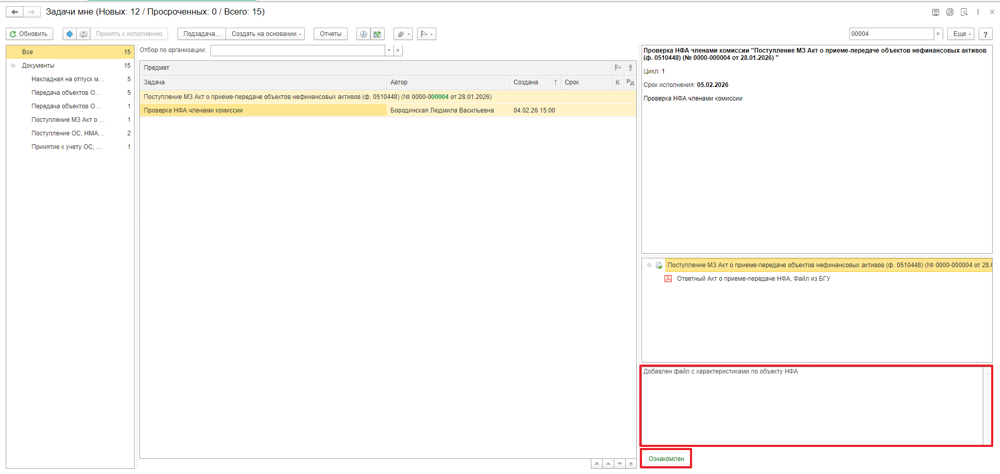 Задачи мне (Новых: 12 / Просроченных: 0 / Всего: 15)
Обновить
Принять к исполнению
Подзадача...
Создать на основании
Отчеты
00004
×
Еще
?
Все 15
Документы 15
Накладная на отпуск м... 5
Передача объектов О... 5
Передача объектов О... 1
Поступление МЗ Акт о ... 1
Поступление ОС, НМА... 2
Принятие к учету ОС, ... 1
Отбор по организации:
×
Предмет
Задача Автор Создана ↑ Срок К Рд
Поступление МЗ Акт о приеме-передаче объектов нефинансовых активов (ф. 0510448) (№ 0000-000004 от 28.01.2026)
Проверка НФА членами комиссии Бородинская Людмила Васильевна 04.02.26 15:00
Проверка НФА членами комиссии "Поступление МЗ Акт о приеме-передаче объектов нефинансовых активов
(ф. 0510448) (№ 0000-000004 от 28.01.2026) "
Цикл: 1
Срок исполнения: 05.02.2026
Проверка НФА членами комиссии
Поступление МЗ Акт о приеме-передаче объектов нефинансовых активов (ф. 0510448) (№ 0000-000004 от 28.0
Ответный Акт о приеме-передаче НФА, Файл из БГУ
Добавлен файл с характеристиками по объекту НФА
...
Ознакомлен